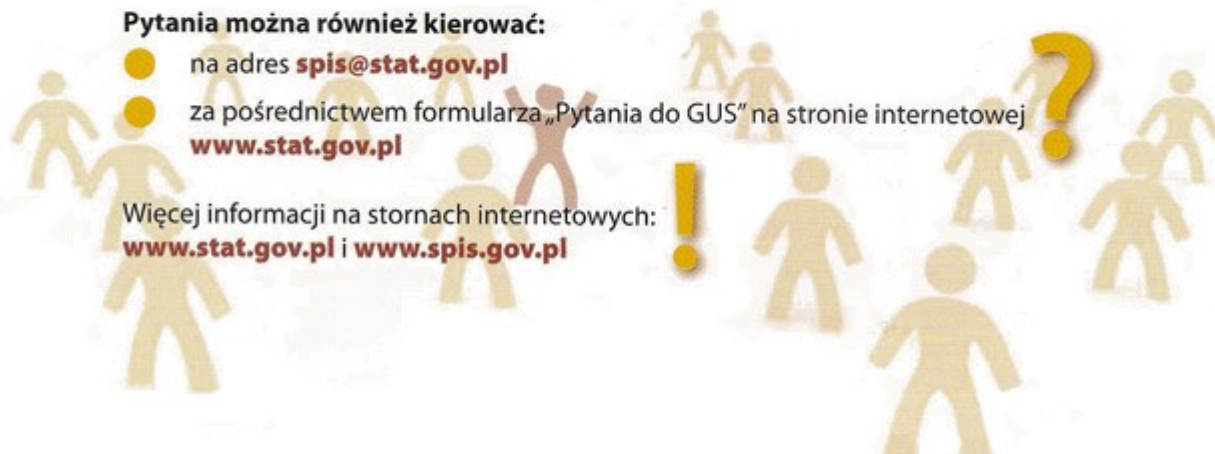 Pytania można również kierować:
na adres spis@stat.gov.pl
za pośrednictwem formularza „Pytania do GUS” na stronie internetowej
www.stat.gov.pl
?
Więcej informacji na stornach internetowych:
www.stat.gov.pl i www.spis.gov.pl
!